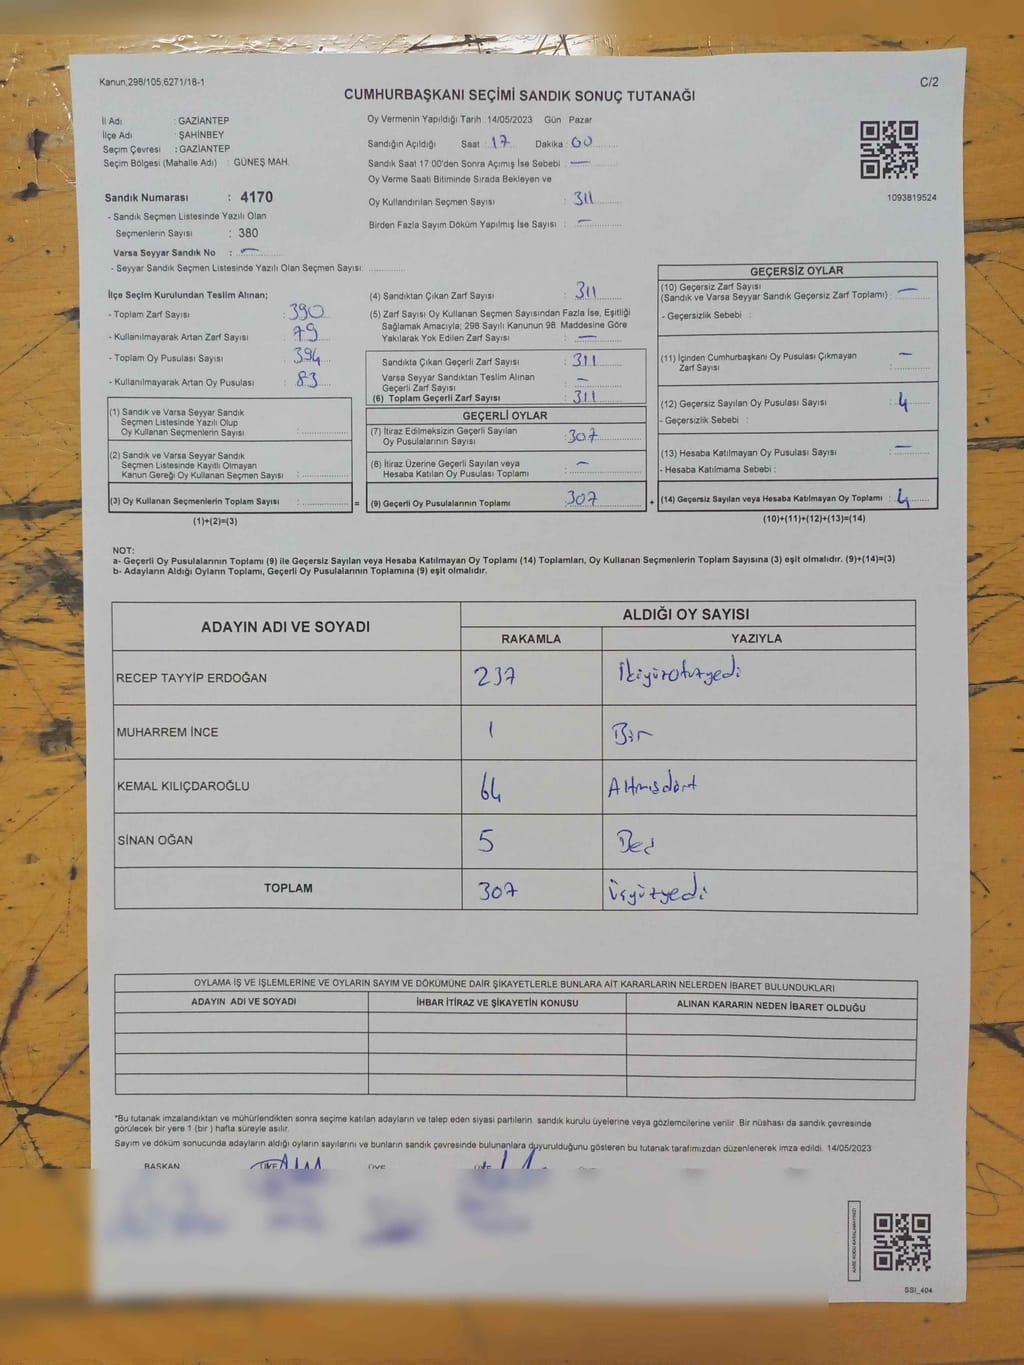 Kanun;298/105;6271/18-1
C/2
CUMHURBAŞKANI SEÇİMİ SANDIK SONUÇ TUTANAĞI
İl Adı : GAZİANTEP
İlçe Adı : ŞAHİNBEY
Seçim Çevresi : GAZİANTEP
Seçim Bölgesi (Mahalle Adı) : GÜNEŞ MAH.
Oy Vermenin Yapıldığı Tarih :14/05/2023 Gün Pazar
Sandığın Açıldığı Saat : 17 Dakika : 00
Sandık Saat 17:00'den Sonra Açımış İse Sebebi : —
Oy Verme Saati Bitiminde Sırada Bekleyen ve
Oy Kullandırılan Seçmen Sayısı : 311
Birden Fazla Sayım Döküm Yapılmış İse Sayısı : —
1093819524
Sandık Numarası : 4170
- Sandık Seçmen Listesinde Yazılı Olan
Seçmenlerin Sayısı : 380
Varsa Seyyar Sandık No : —
- Seyyar Sandık Seçmen Listesinde Yazılı Olan Seçmen Sayısı:
İlçe Seçim Kurulundan Teslim Alınan;
- Toplam Zarf Sayısı : 390
- Kullanılmayarak Artan Zarf Sayısı : 79
- Toplam Oy Pusulası Sayısı : 394
- Kullanılmayarak Artan Oy Pusulası : 83
(1) Sandık ve Varsa Seyyar Sandık
Seçmen Listesinde Yazılı Olup
Oy Kullanan Seçmenlerin Sayısı :
(2) Sandık ve Varsa Seyyar Sandık
Seçmen Listesinde Kayıtlı Olmayan
Kanun Gereği Oy Kullanan Seçmen Sayısı :
(3) Oy Kullanan Seçmenlerin Toplam Sayısı :
(1)+(2)=(3)
=
(4) Sandıktan Çıkan Zarf Sayısı : 311
(5) Zarf Sayısı Oy Kullanan Seçmen Sayısından Fazla İse, Eşitliği
Sağlamak Amacıyla; 298 Sayılı Kanunun 98. Maddesine Göre
Yakılarak Yok Edilen Zarf Sayısı : —
Sandıkta Çıkan Geçerli Zarf Sayısı : 311
Varsa Seyyar Sandıktan Teslim Alınan
Geçerli Zarf Sayısı : —
(6) Toplam Geçerli Zarf Sayısı : 311
GEÇERLİ OYLAR
(7) İtiraz Edilmeksizin Geçerli Sayılan
Oy Pusulalarının Sayısı : 307
(8) İtiraz Üzerine Geçerli Sayılan veya
Hesaba Katılan Oy Pusulası Toplamı : —
(9) Geçerli Oy Pusulalarının Toplamı : 307
+
GEÇERSİZ OYLAR
(10) Geçersiz Zarf Sayısı
(Sandık ve Varsa Seyyar Sandık Geçersiz Zarf Toplamı) : —
- Geçersizlik Sebebi :
(11) İçinden Cumhurbaşkanı Oy Pusulası Çıkmayan
Zarf Sayısı : —
(12) Geçersiz Sayılan Oy Pusulası Sayısı : 4
- Geçersizlik Sebebi :
(13) Hesaba Katılmayan Oy Pusulası Sayısı : —
- Hesaba Katılmama Sebebi :
(14) Geçersiz Sayılan veya Hesaba Katılmayan Oy Toplamı : 4
(10)+(11)+(12)+(13)=(14)
NOT:
a- Geçerli Oy Pusulalarının Toplamı (9) ile Geçersiz Sayılan veya Hesaba Katılmayan Oy Toplamı (14) Toplamları, Oy Kullanan Seçmenlerin Toplam Sayısına (3) eşit olmalıdır. (9)+(14)=(3)
b- Adayların Aldığı Oyların Toplamı, Geçerli Oy Pusulalarının Toplamına (9) eşit olmalıdır.
ADAYIN ADI VE SOYADI
ALDIĞI OY SAYISI
RAKAMLA YAZIYLA
RECEP TAYYİP ERDOĞAN 237 İkiyüzotuzyedi
MUHARREM İNCE 1 Bir
KEMAL KILIÇDAROĞLU 64 Altmışdört
SİNAN OĞAN 5 Beş
TOPLAM 307 Üçyüzyedi
OYLAMA İŞ VE İŞLEMLERİNE VE OYLARIN SAYIM VE DÖKÜMÜNE DAİR ŞİKAYETLERLE BUNLARA AİT KARARLARIN NELERDEN İBARET BULUNDUKLARI
ADAYIN ADI VE SOYADI İHBAR İTİRAZ VE ŞİKAYETİN KONUSU ALINAN KARARIN NEDEN İBARET OLDUĞU
*Bu tutanak imzalandıktan ve mühürlendikten sonra seçime katılan adayların ve talep eden siyasi partilerin sandık kurulu üyelerine veya gözlemcilerine verilir. Bir nüshası da sandık çevresinde
görülecek bir yere 1 (bir ) hafta süreyle asılır.
Sayım ve döküm sonucunda adayların aldığı oyların sayılarını ve bunların sandık çevresinde bulunanlara duyurulduğunu gösteren bu tutanak tarafımızdan düzenlenerek imza edildi. 14/05/2023
BAŞKAN ÜYE ÜYE ÜYE
SSI_404